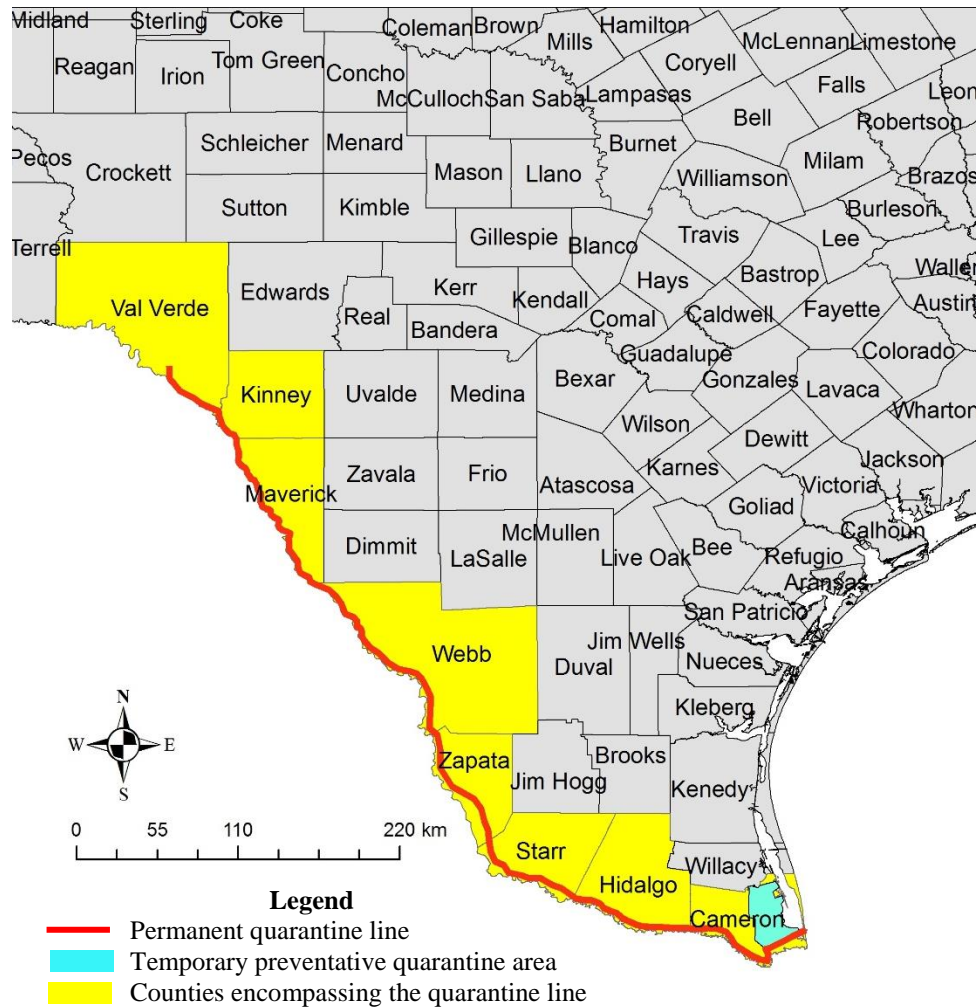 Midland Sterling Coke Coleman Brown Mills Hamilton McLennan Limestone
Reagan Irion Tom Green Concho McCulloch San Saba Lampasas Coryell Falls Leon
Bell Robertson
Pecos Crockett Schleicher Menard Mason Llano Burnet Williamson Milam Brazos
Sutton Kimble Burleson
Terrell Gillespie Blanco Travis Lee Waller
Val Verde Edwards Real Kerr Kendall Hays Bastrop Fayette Austin
Bandera Comal Caldwell
Kinney Uvalde Medina Bexar Guadalupe Gonzales Lavaca Colorado
Wilson Wharton
Maverick Zavala Frio Atascosa Karnes Dewitt Victoria Jackson
Goliad
Dimmit LaSalle McMullen Live Oak Bee Refugio Calhoun
Aransas
San Patricio
Webb Duval Jim Wells Nueces
Kleberg
N
W E
S
Zapata Jim Hogg Brooks Kenedy
0 55 110 220 km
Starr Hidalgo Willacy
Cameron
Legend
Permanent quarantine line
Temporary preventative quarantine area
Counties encompassing the quarantine line